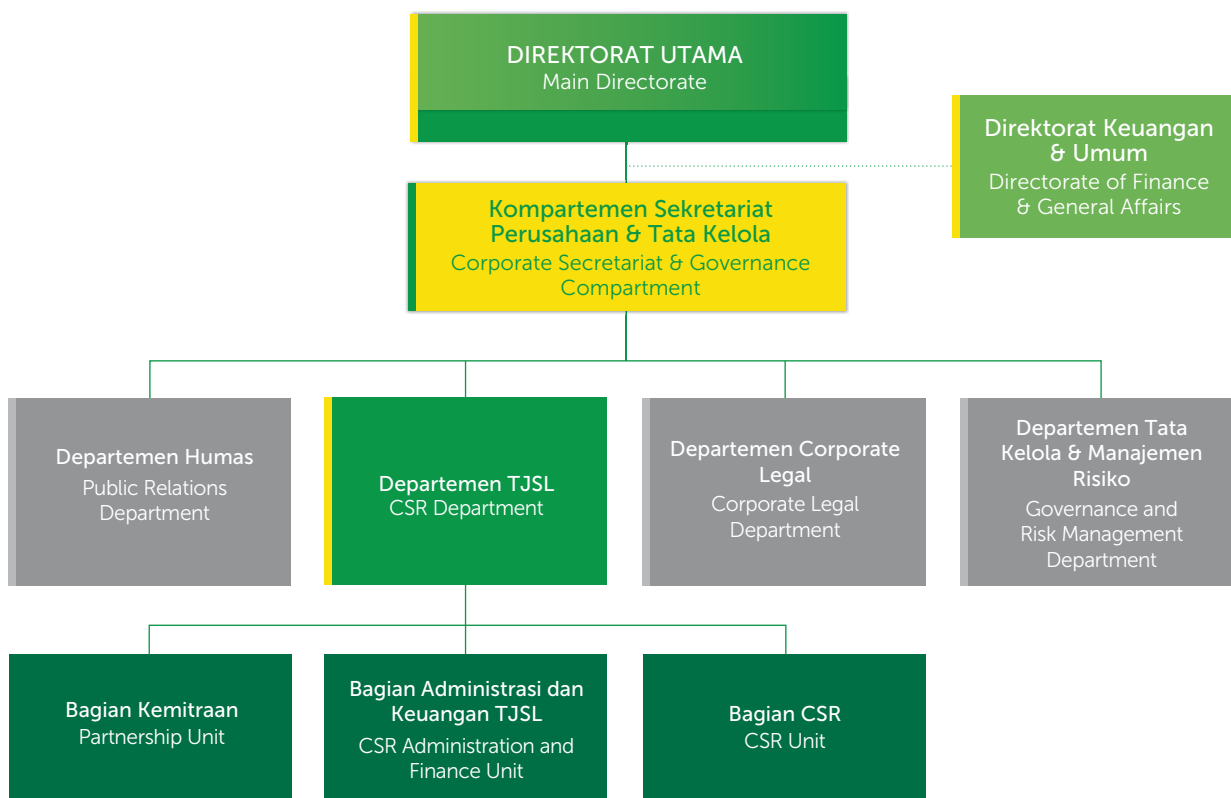 DIREKTORAT UTAMA
Main Directorate
Direktorat Keuangan
& Umum
Directorate of Finance
& General Affairs
Kompartemen Sekretariat
Perusahaan & Tata Kelola
Corporate Secretariat & Governance
Compartment
Departemen Humas
Public Relations
Department
Departemen TJSL
CSR Department
Departemen Corporate
Legal
Corporate Legal
Department
Departemen Tata
Kelola & Manajemen
Risiko
Governance and
Risk Management
Department
Bagian Kemitraan
Partnership Unit
Bagian Administrasi dan
Keuangan TJSL
CSR Administration and
Finance Unit
Bagian CSR
CSR Unit